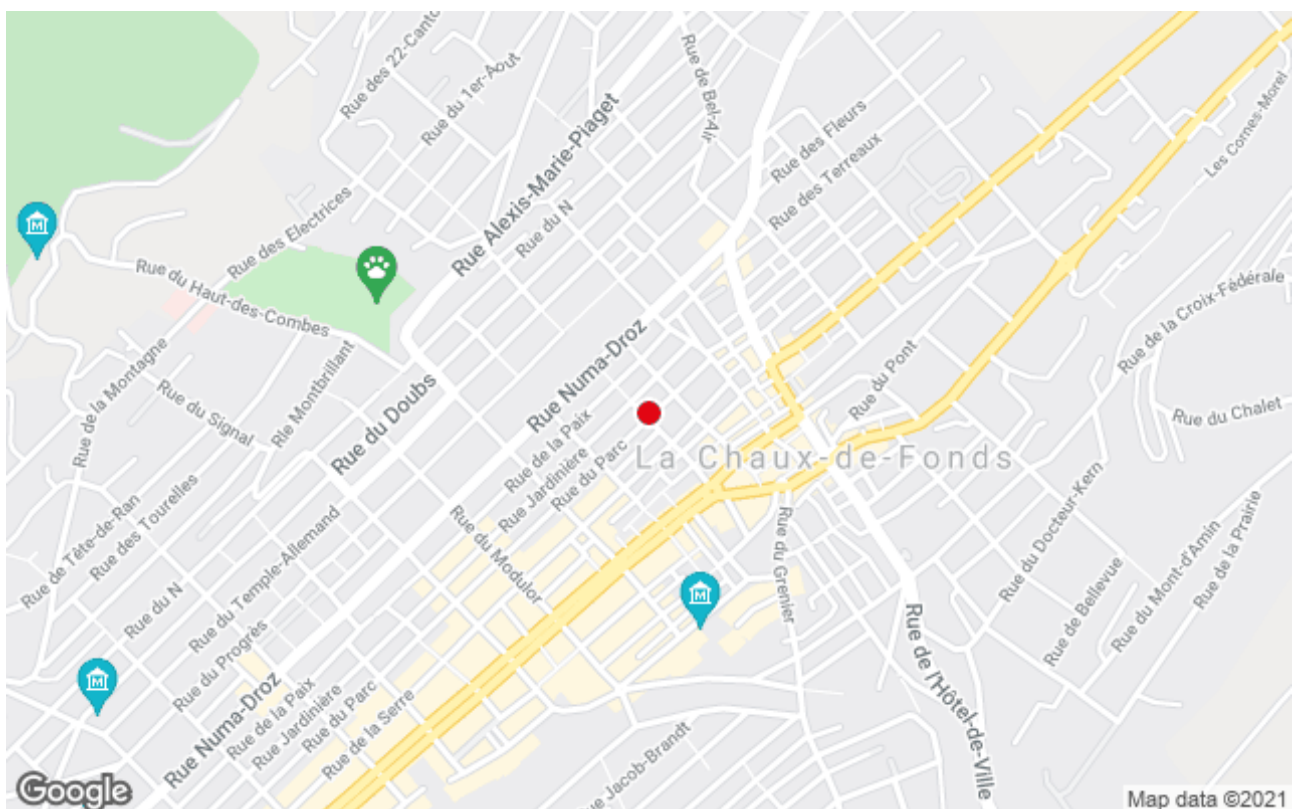 Rue des 22-Canto
Rue du 1er-Août
Rue de Bel-Air
Rue des Fleurs
Rue des Terreaux
Les Cornes-Morel
Rue Alexis-Marie-Piaget
Rue du N
Rue des Electrices
Rue du Haut-des-Combes
Rue de la Croix-Fédérale
Rue de la Montagne
Rue du Signal
Rle Montbrillant
Rue du Doubs
Rue Numa-Droz
Rue du Pont
Rue du Chalet
Rue de la Paix
Rue Jardinière
Rue du Parc
La Chaux-de-Fonds
Rue de Tête-de-Ran
Rue des Tourelles
Rue du Temple-Allemand
Rue du N
Rue du Progrès
Rue du Modulor
Rue du Grenier
Rue du Docteur-Kern
Rue de Bellevue
Rue du Mont-d'Amin
Rue de la Prairie
Rue de l'Hôtel-de-Ville
Rue Numa-Droz
Rue de la Paix
Rue Jardinière
Rue du Parc
Rue de la Serre
Rue Jacob-Brandt
Google
Map data ©2021